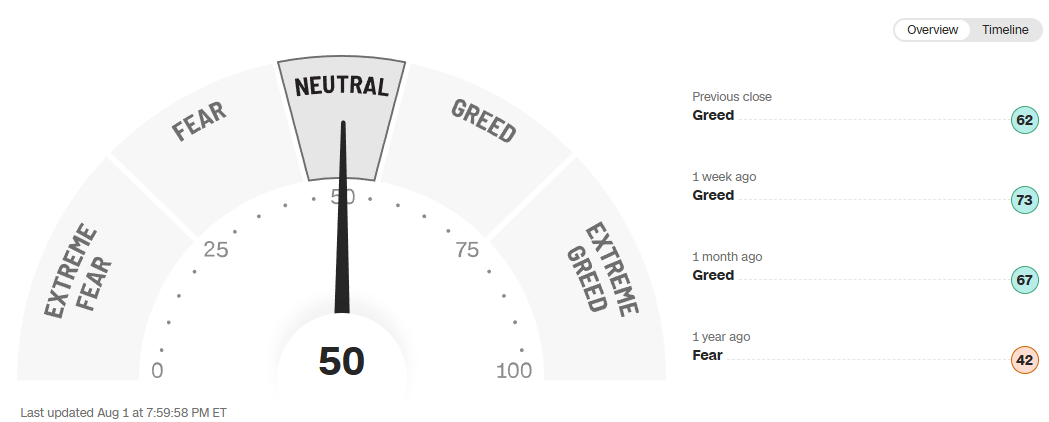 Overview
Timeline
NEUTRAL
FEAR
GREED
EXTREME
FEAR
EXTREME
GREED
0
25
50
75
100
50
Last updated Aug 1 at 7:59:58 PM ET
Previous close
Greed 62
1 week ago
Greed 73
1 month ago
Greed 67
1 year ago
Fear 42